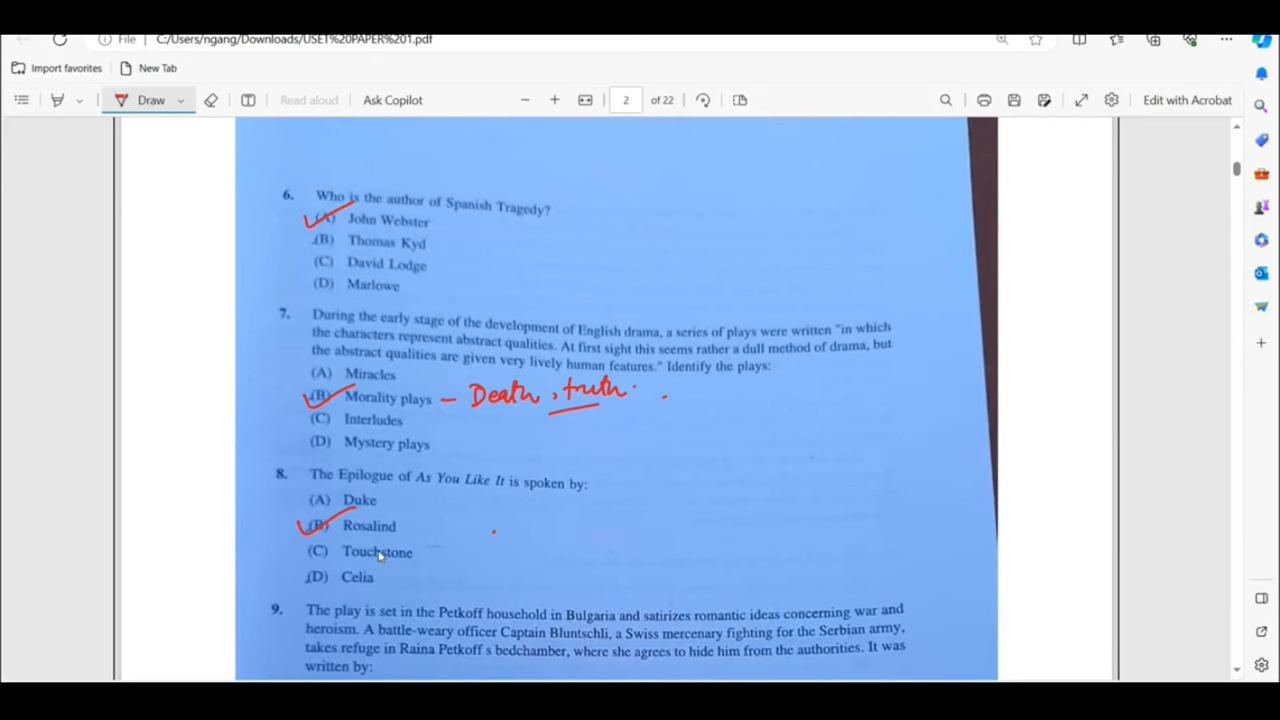 File C:/Users/ngang/Downloads/USET%20PAPER%201.pdf
Import favorites New Tab
Draw Read aloud Ask Copilot 2 of 22 Edit with Acrobat
6. Who is the author of Spanish Tragedy?
(A) John Webster
(B) Thomas Kyd
(C) David Lodge
(D) Marlowe
7. During the early stage of the development of English drama, a series of plays were written "in which
the characters represent abstract qualities. At first sight this seems rather a dull method of drama, but
the abstract qualities are given very lively human features." Identify the plays:
(A) Miracles
(B) Morality plays - Death, truth.
(C) Interludes
(D) Mystery plays
8. The Epilogue of As You Like It is spoken by:
(A) Duke
(B) Rosalind
(C) Touchstone
(D) Celia
9. The play is set in the Petkoff household in Bulgaria and satirizes romantic ideas concerning war and
heroism. A battle-weary officer Captain Bluntschli, a Swiss mercenary fighting for the Serbian army,
takes refuge in Raina Petkoff s bedchamber, where she agrees to hide him from the authorities. It was
written by: